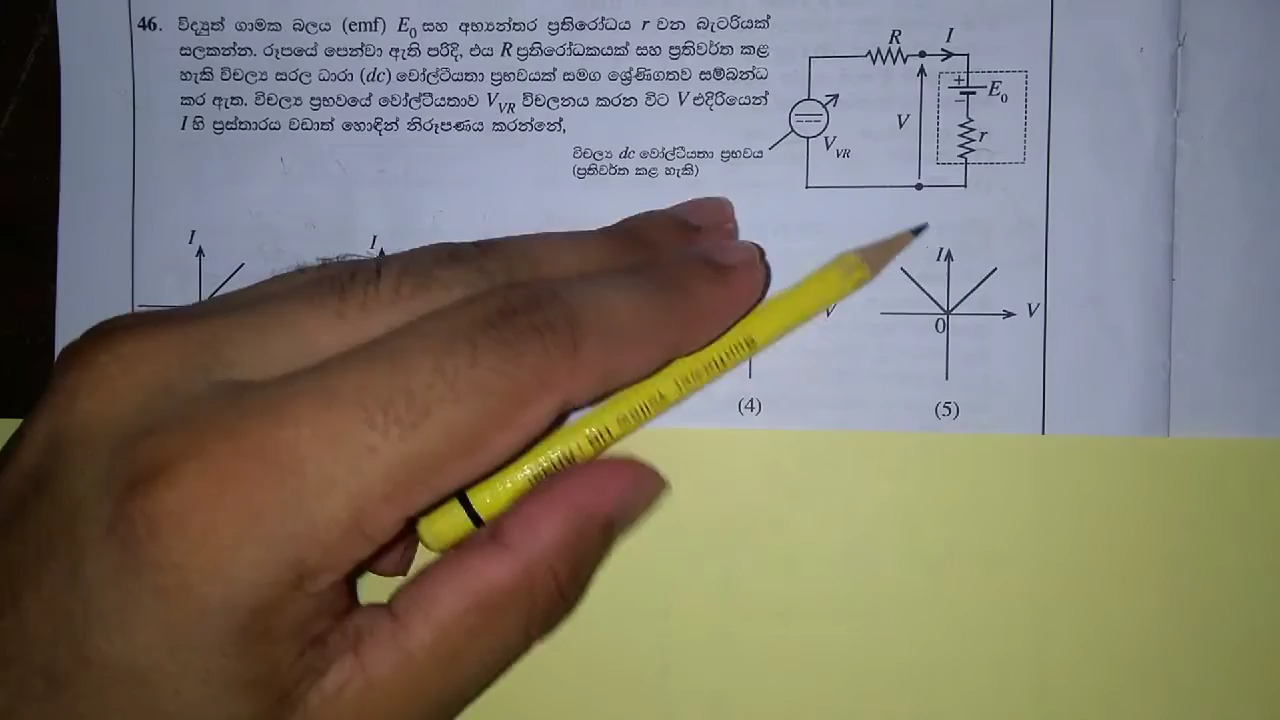 46. විද්‍යුත් ගාමක බලය (emf) E₀ සහ අභ්‍යන්තර ප්‍රතිරෝධය r වන බැටරියක්
සලකන්න. රූපයේ පෙන්වා ඇති පරිදි, එය R ප්‍රතිරෝධකයක් සහ ප්‍රතිවර්ත කළ
හැකි විචල්‍ය සරල ධාරා (dc) වෝල්ටීයතා ප්‍රභවයක් සමග ශ්‍රේණිගතව සම්බන්ධ
කර ඇත. විචල්‍ය ප්‍රභවයේ වෝල්ටීයතාව V_VR විචලනය කරන විට V එදිරියෙන්
I හි ප්‍රස්තාරය වඩාත් හොඳින් නිරූපණය කරන්නේ,
R I
+ E₀
−
V r
V_VR
විචල්‍ය dc වෝල්ටීයතා ප්‍රභවය
(ප්‍රතිවර්ත කළ හැකි)
I I I
V 0 V
(4) (5)